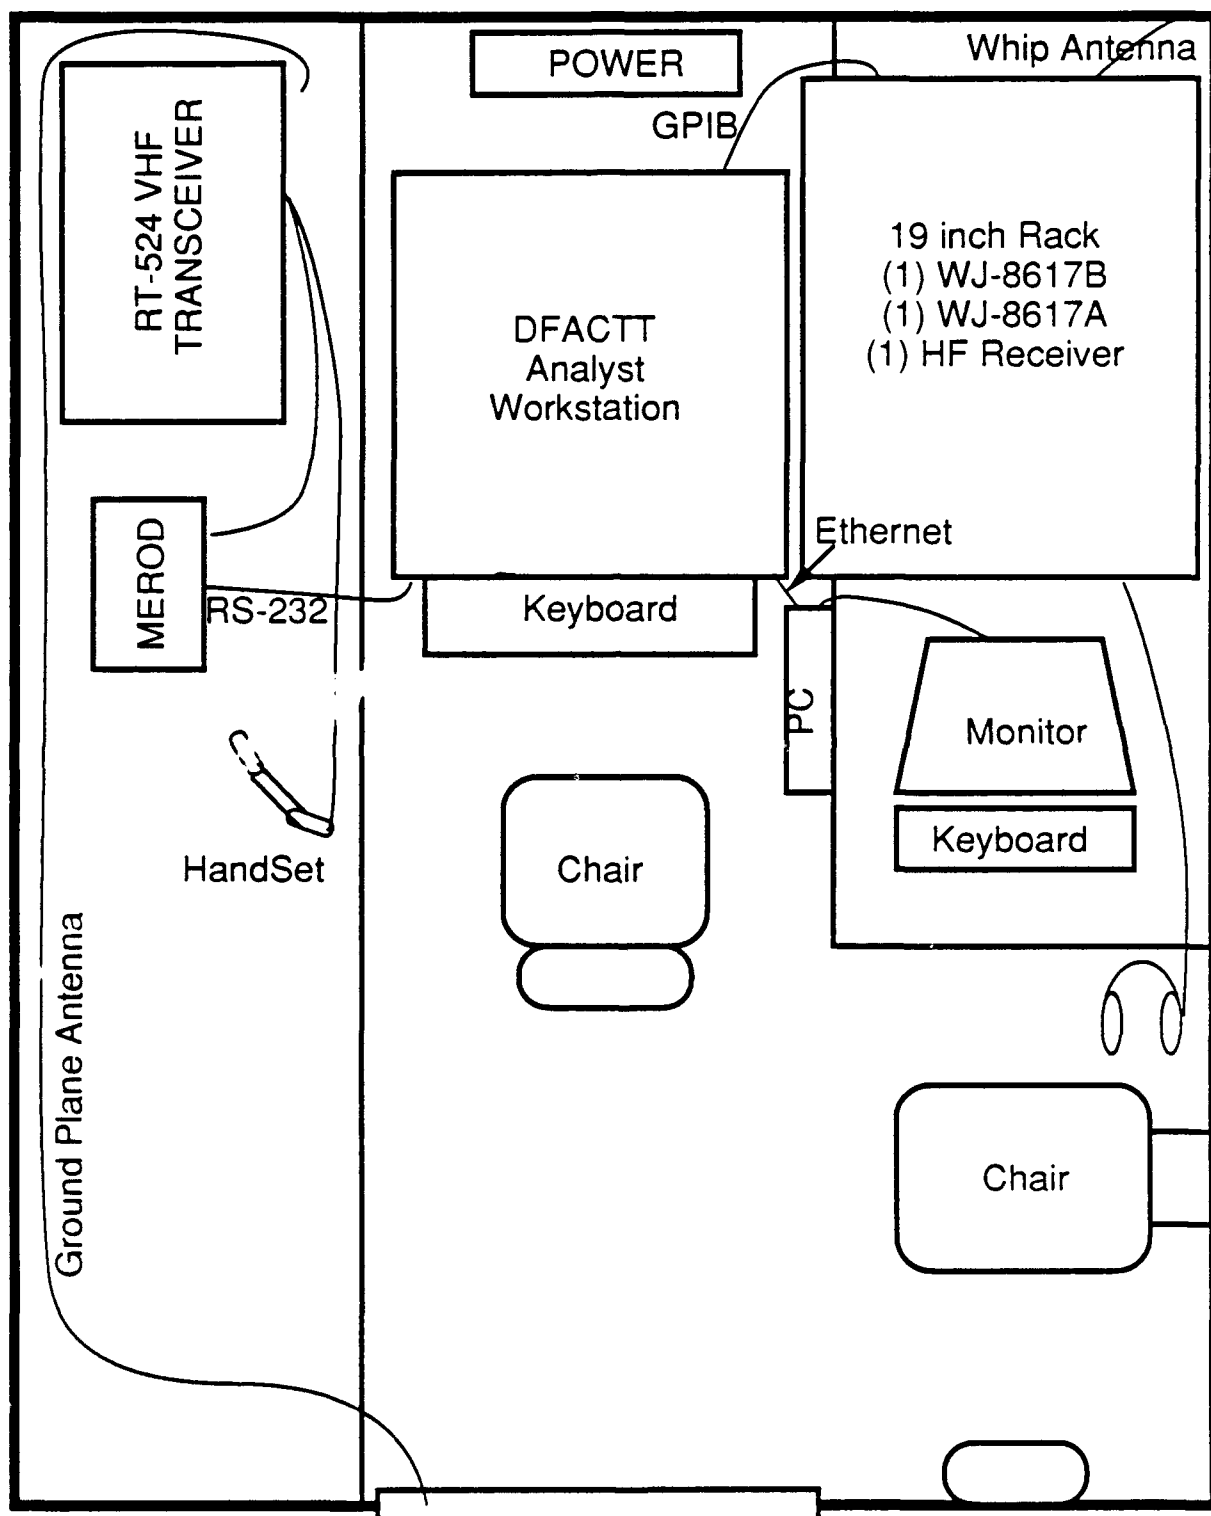 Whip Antenna
POWER
GPIB
RT-524 VHF
TRANSCEIVER
19 inch Rack
(1) WJ-8617B
(1) WJ-8617A
(1) HF Receiver
DFACTT
Analyst
Workstation
Ethernet
MEROD
RS-232
Keyboard
PC
Monitor
Keyboard
HandSet
Chair
Ground Plane Antenna
Chair